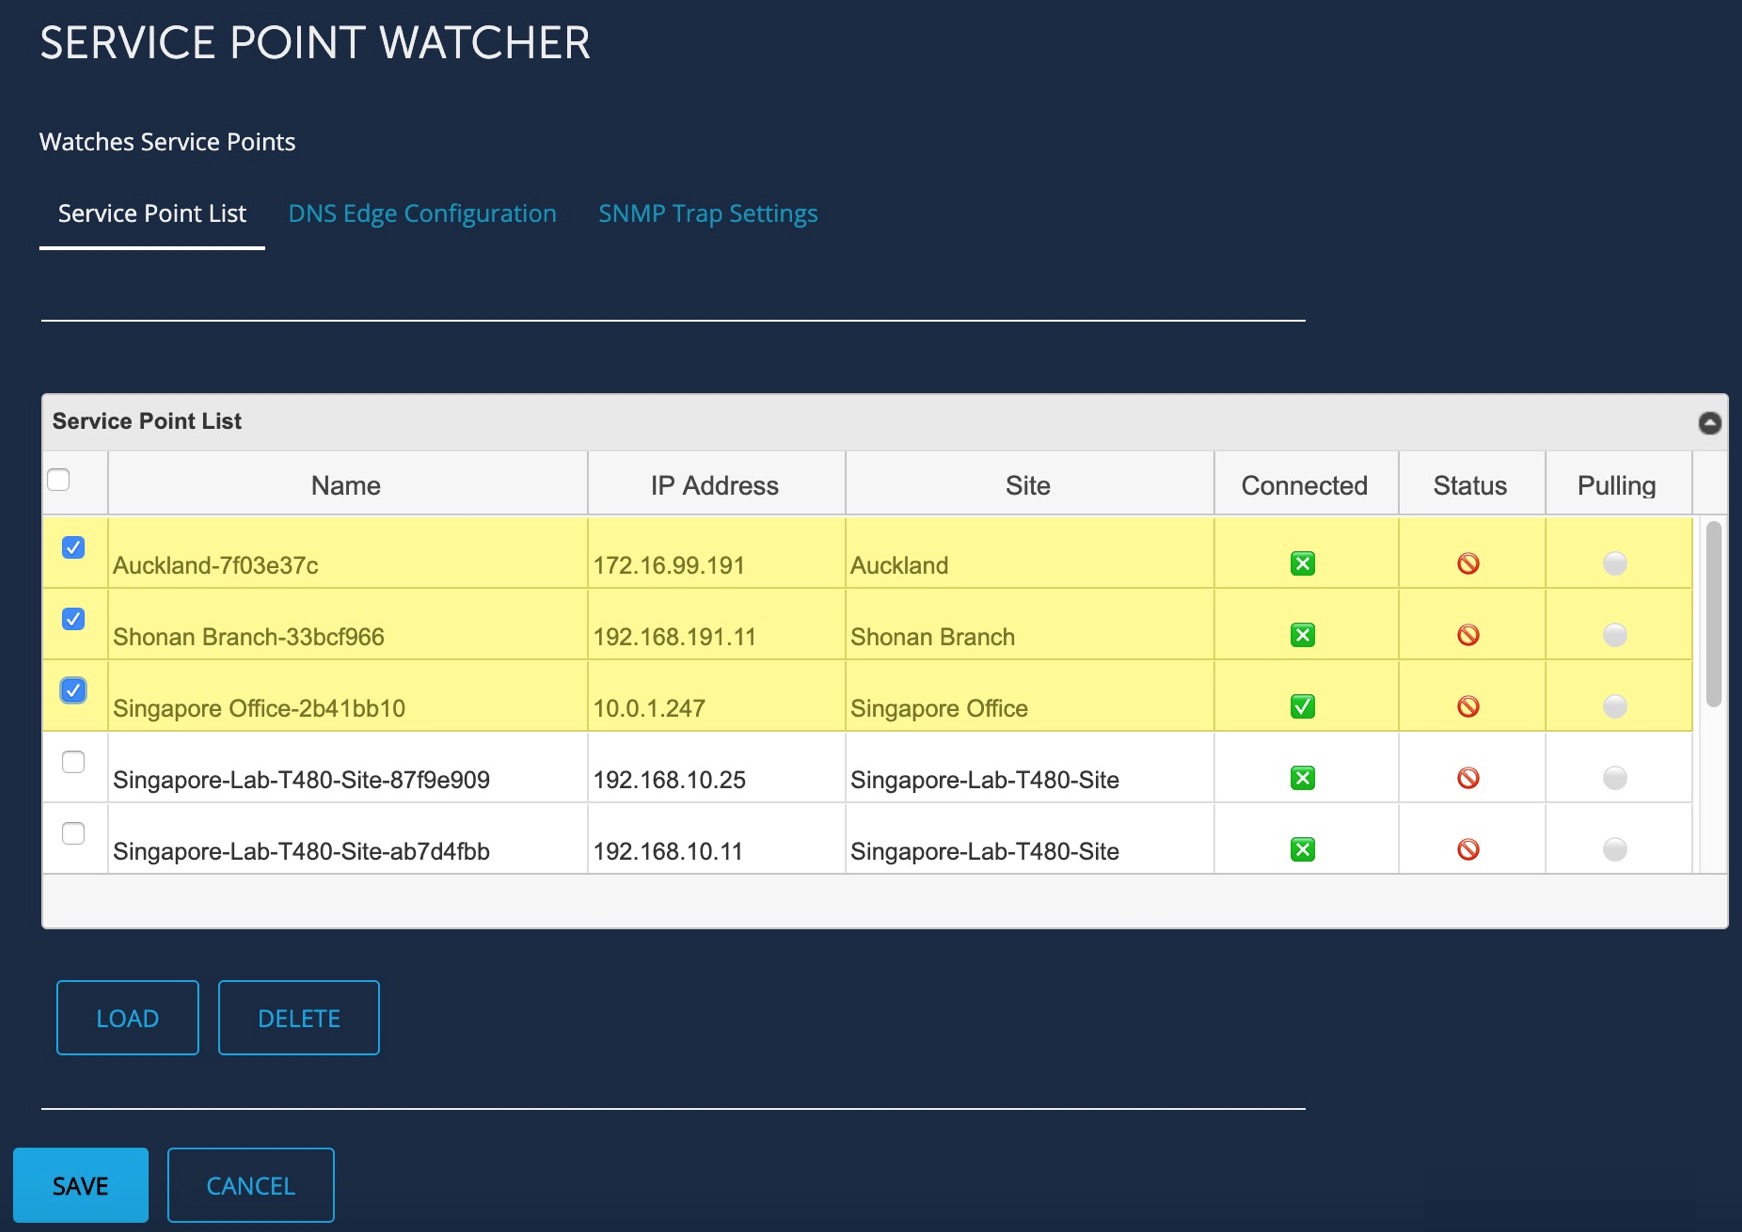 SERVICE POINT WATCHER
Watches Service Points
Service Point List DNS Edge Configuration SNMP Trap Settings
Service Point List
Name IP Address Site Connected Status Pulling
Auckland-7f03e37c 172.16.99.191 Auckland
Shonan Branch-33bcf966 192.168.191.11 Shonan Branch
Singapore Office-2b41bb10 10.0.1.247 Singapore Office
Singapore-Lab-T480-Site-87f9e909 192.168.10.25 Singapore-Lab-T480-Site
Singapore-Lab-T480-Site-ab7d4fbb 192.168.10.11 Singapore-Lab-T480-Site
LOAD DELETE
SAVE CANCEL